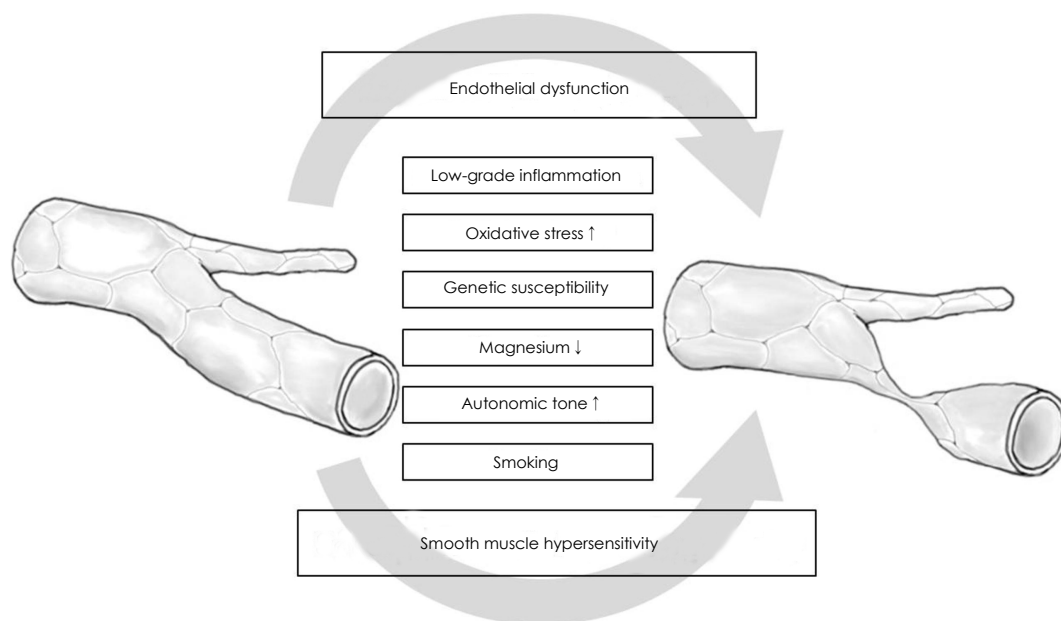 Endothelial dysfunction
Low-grade inflammation
Oxidative stress ↑
Genetic susceptibility
Magnesium ↓
Autonomic tone ↑
Smoking
Smooth muscle hypersensitivity